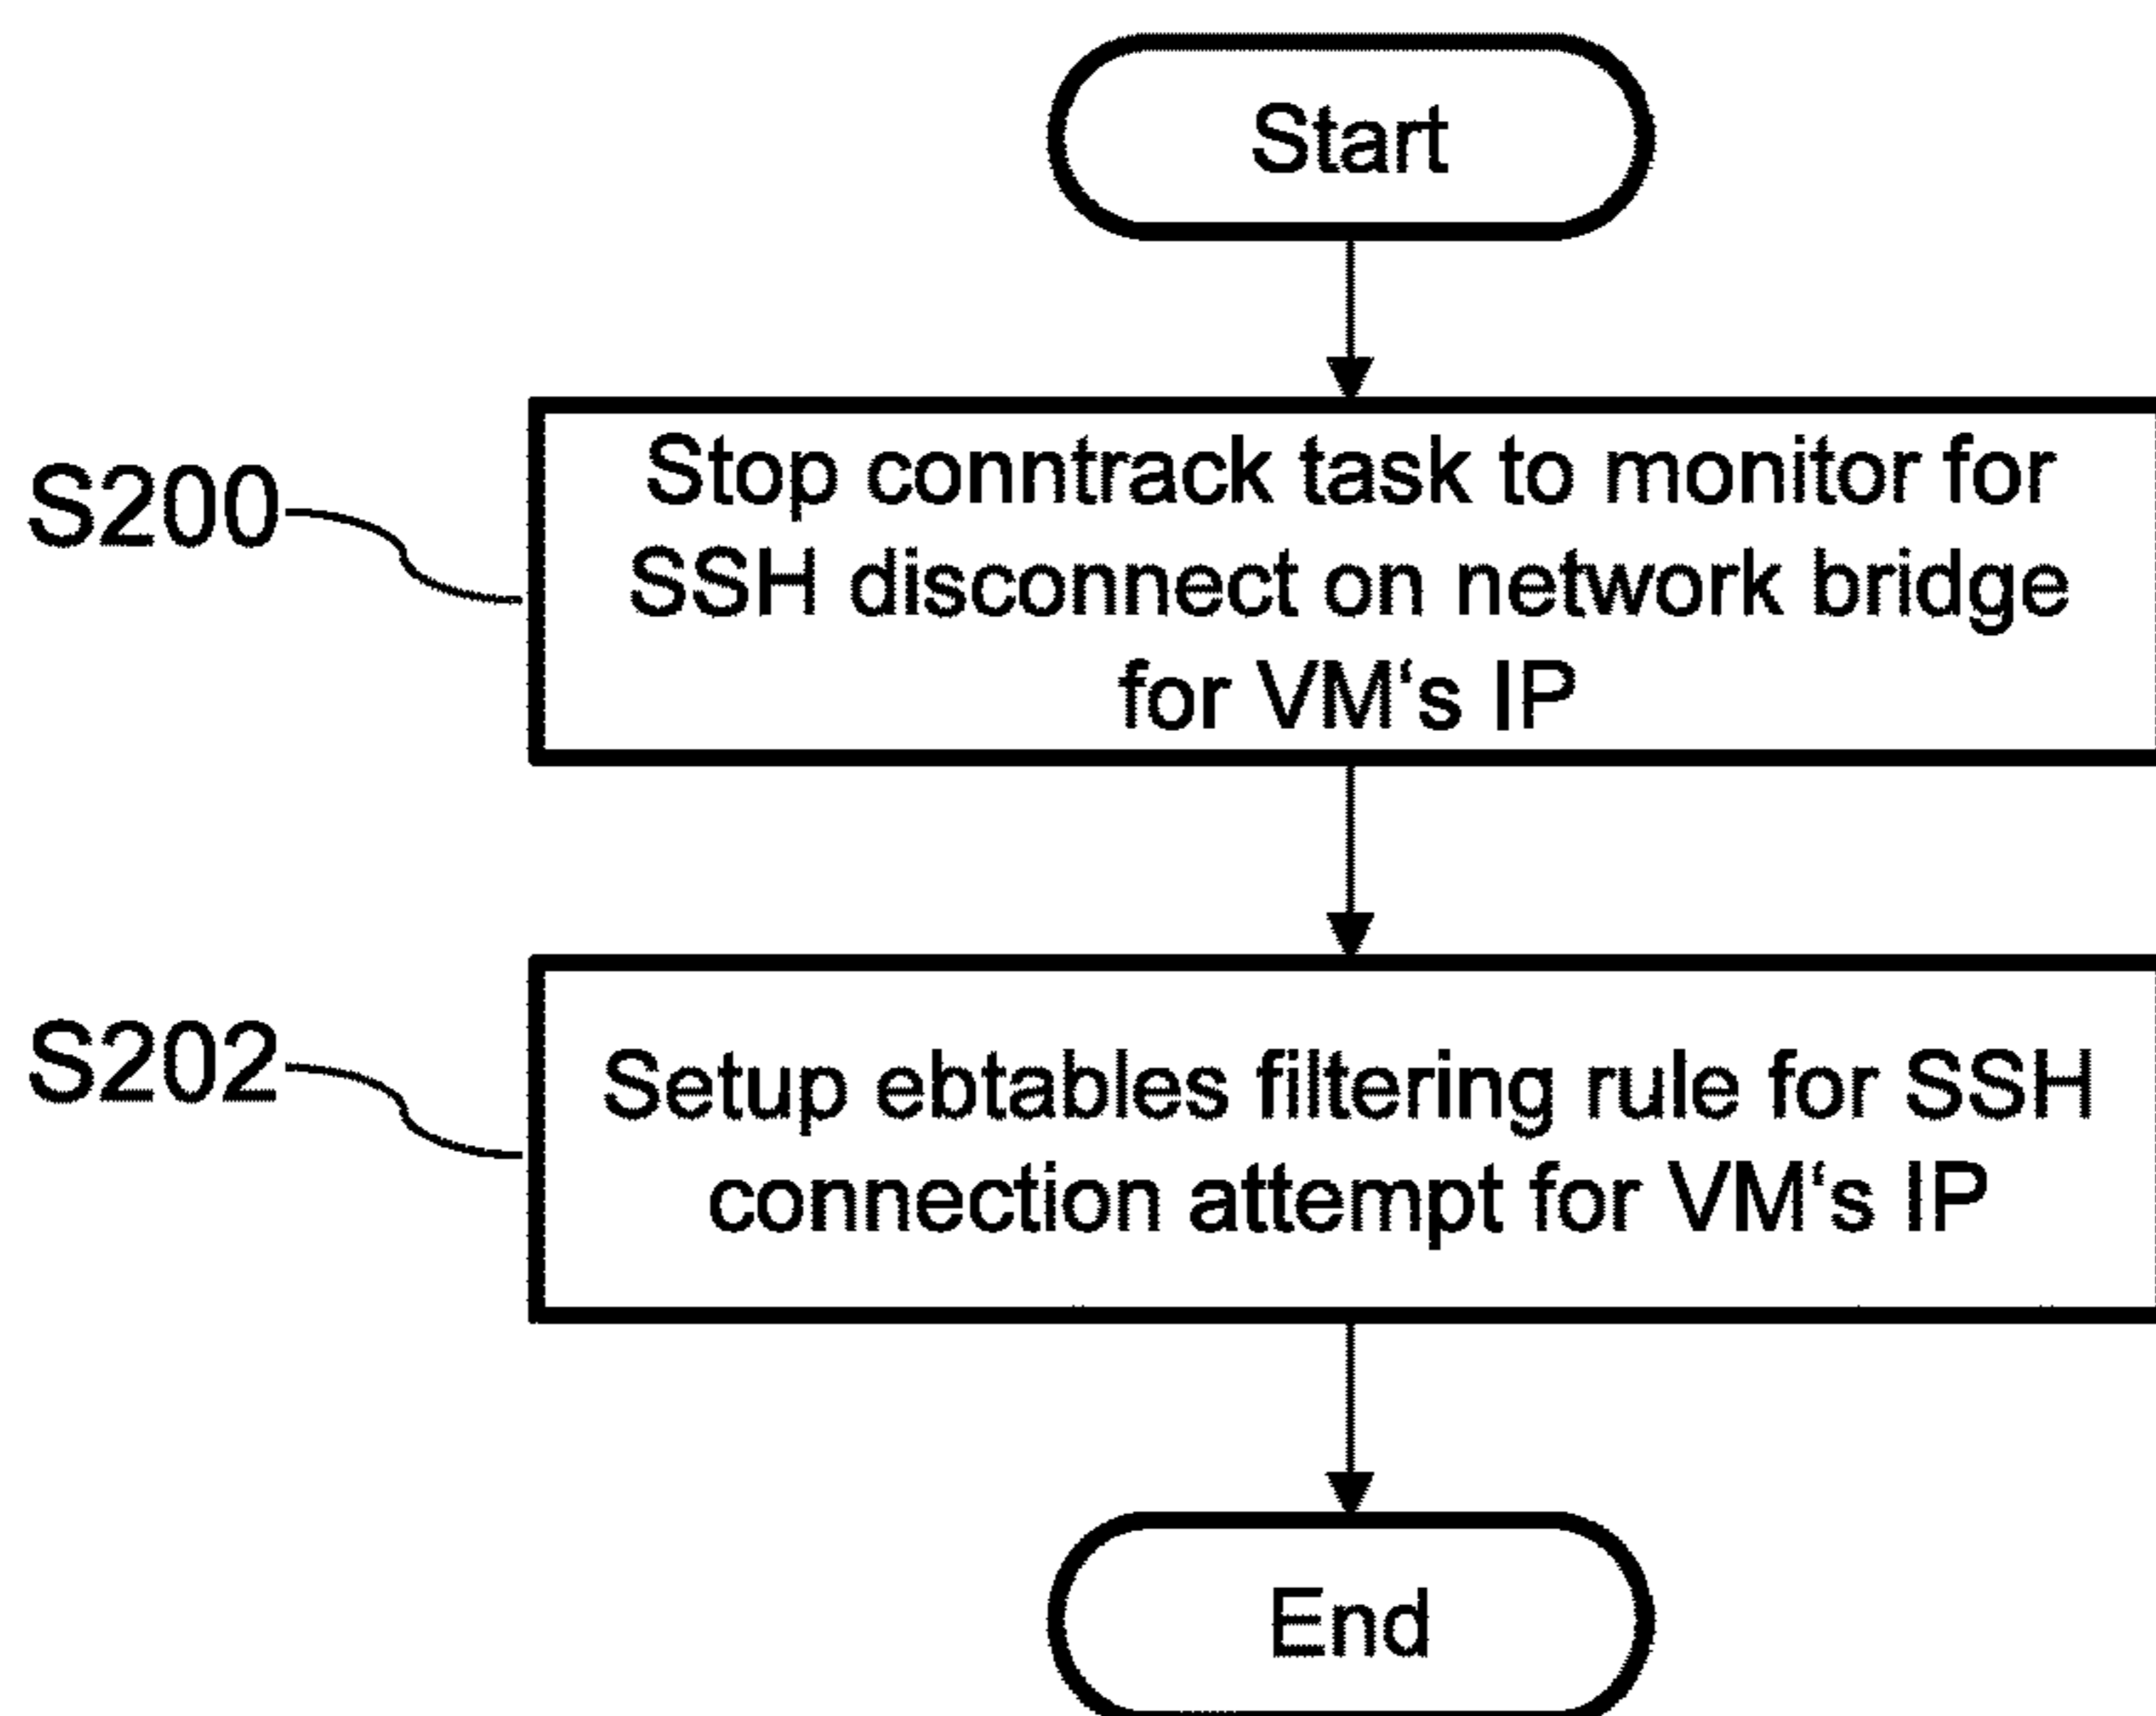 Start
S200
Stop conntrack task to monitor for
SSH disconnect on network bridge
for VM‘s IP
S202
Setup ebtables filtering rule for SSH
connection attempt for VM‘s IP
End